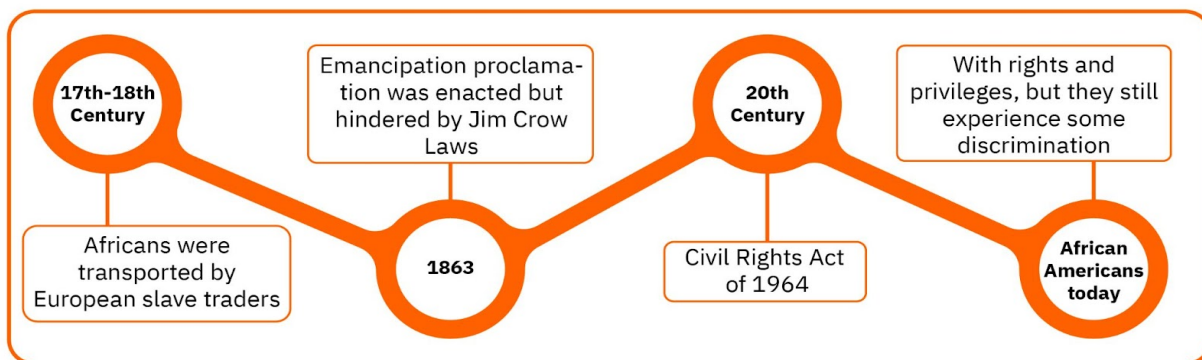 17th-18th
Century
Africans were
transported by
European slave traders
Emancipation proclama-
tion was enacted but
hindered by Jim Crow
Laws
1863
20th
Century
Civil Rights Act
of 1964
With rights and
privileges, but they still
experience some
discrimination
African
Americans
today